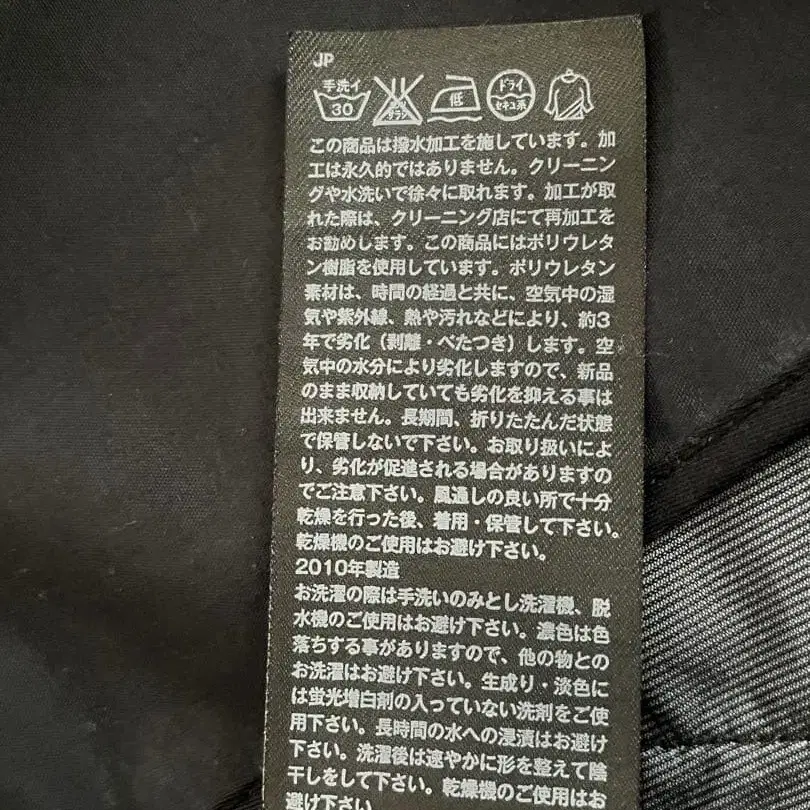 JP
手洗イ 30 エンソサラシ 低 ドライ セキユ系
この商品は撥水加工を施しています。加
工は永久的ではありません。クリーニン
グや水洗いで徐々に取れます。加工が取
れた際は、クリーニング店にて再加工を
お勧めします。この商品にはポリウレタ
ン樹脂を使用しています。ポリウレタン
素材は、時間の経過と共に、空気中の湿
気や紫外線、熱や汚れなどにより、約3
年で劣化（剥離・べたつき）します。空
気中の水分により劣化しますので、新品
のまま収納していても劣化を抑える事は
出来ません。長期間、折りたたんだ状態
で保管しないで下さい。お取り扱いによ
り、劣化が促進される場合がありますの
でご注意下さい。風通しの良い所で十分
乾燥を行った後、着用・保管して下さい。
乾燥機のご使用はお避け下さい。
2010年製造
お洗濯の際は手洗いのみとし洗濯機、脱
水機のご使用はお避け下さい。濃色は色
落ちする事がありますので、他の物との
お洗濯はお避け下さい。生成り・淡色に
は蛍光増白剤の入っていない洗剤をご使
用下さい。長時間の水への浸漬はお避け
下さい。洗濯後は速やかに形を整えて陰
干しをして下さい。乾燥機のご使用はお
避け下さい